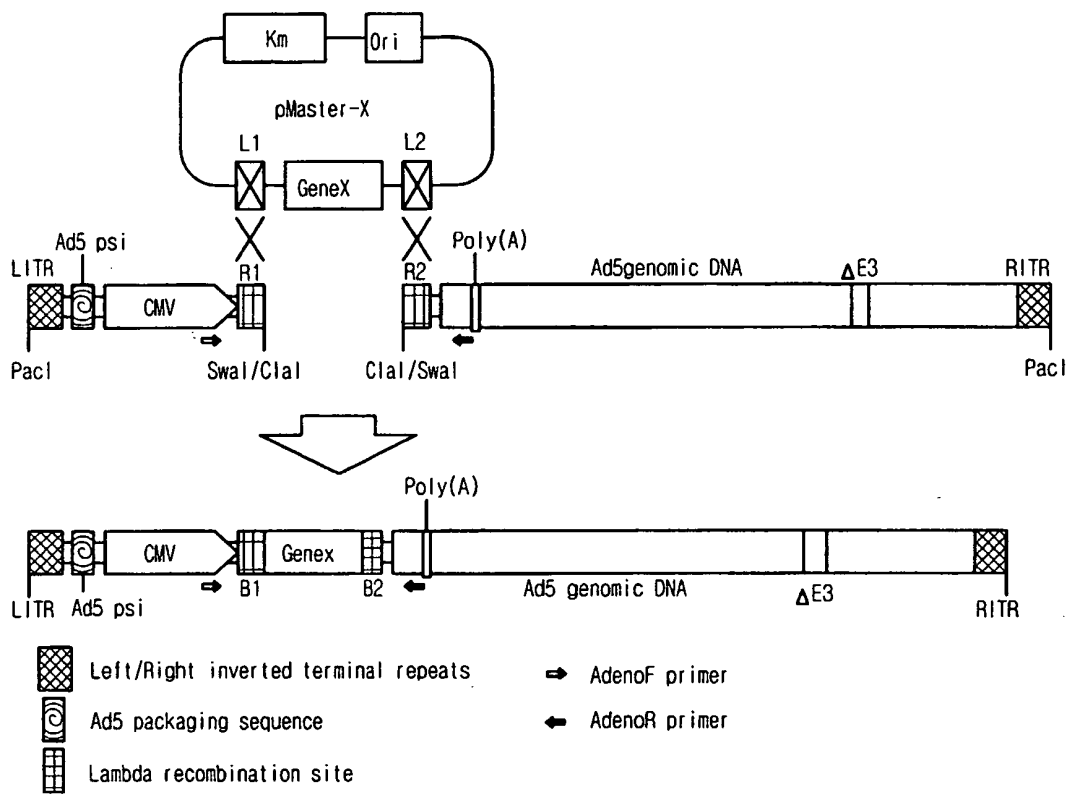 Km
Ori
pMaster-X
L1
L2
GeneX
Ad5 psi
Poly(A)
LITR
R1
R2
Ad5genomic DNA
ΔE3
RITR
CMV
PacI
SwaI/ClaI
ClaI/SwaI
PacI
Poly(A)
CMV
Genex
LITR
Ad5 psi
B1
B2
Ad5 genomic DNA
ΔE3
RITR
Left/Right inverted terminal repeats
AdenoF primer
Ad5 packaging sequence
AdenoR primer
Lambda recombination site